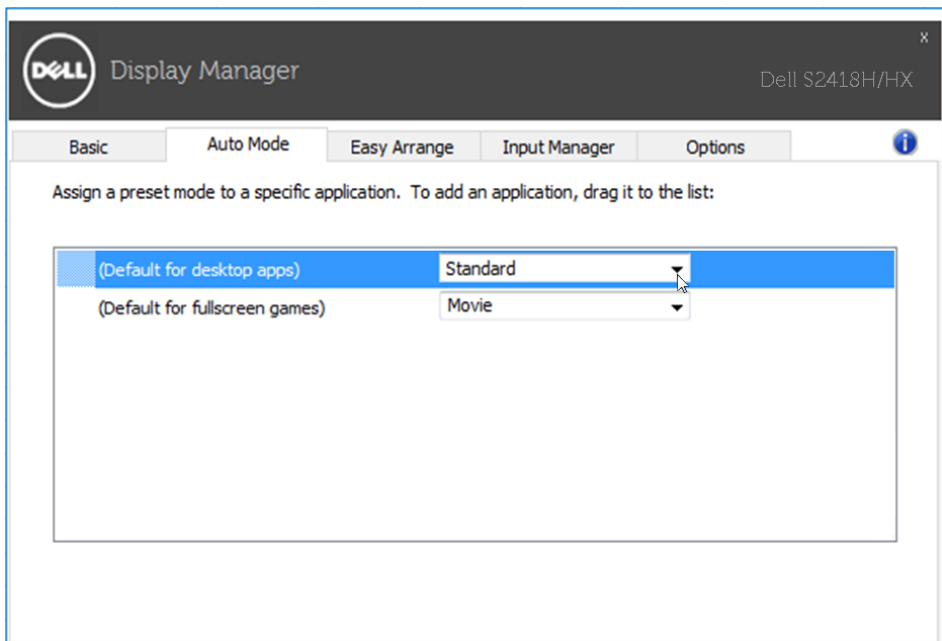 x
DELL Display Manager
Dell S2418H/HX
Basic Auto Mode Easy Arrange Input Manager Options
Assign a preset mode to a specific application. To add an application, drag it to the list:
(Default for desktop apps) Standard
(Default for fullscreen games) Movie